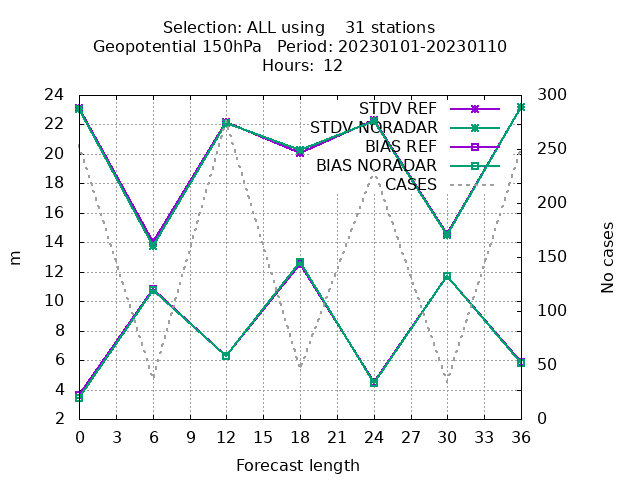 Selection: ALL using    31 stations
Geopotential 150hPa   Period: 20230101-20230110
Hours: 12
STDV REF
STDV NORADAR
BIAS REF
BIAS NORADAR
CASES
24
22
20
18
16
14
12
10
8
6
4
2
m
300
250
200
150
100
50
0
No cases
0 3 6 9 12 15 18 21 24 27 30 33 36
Forecast length